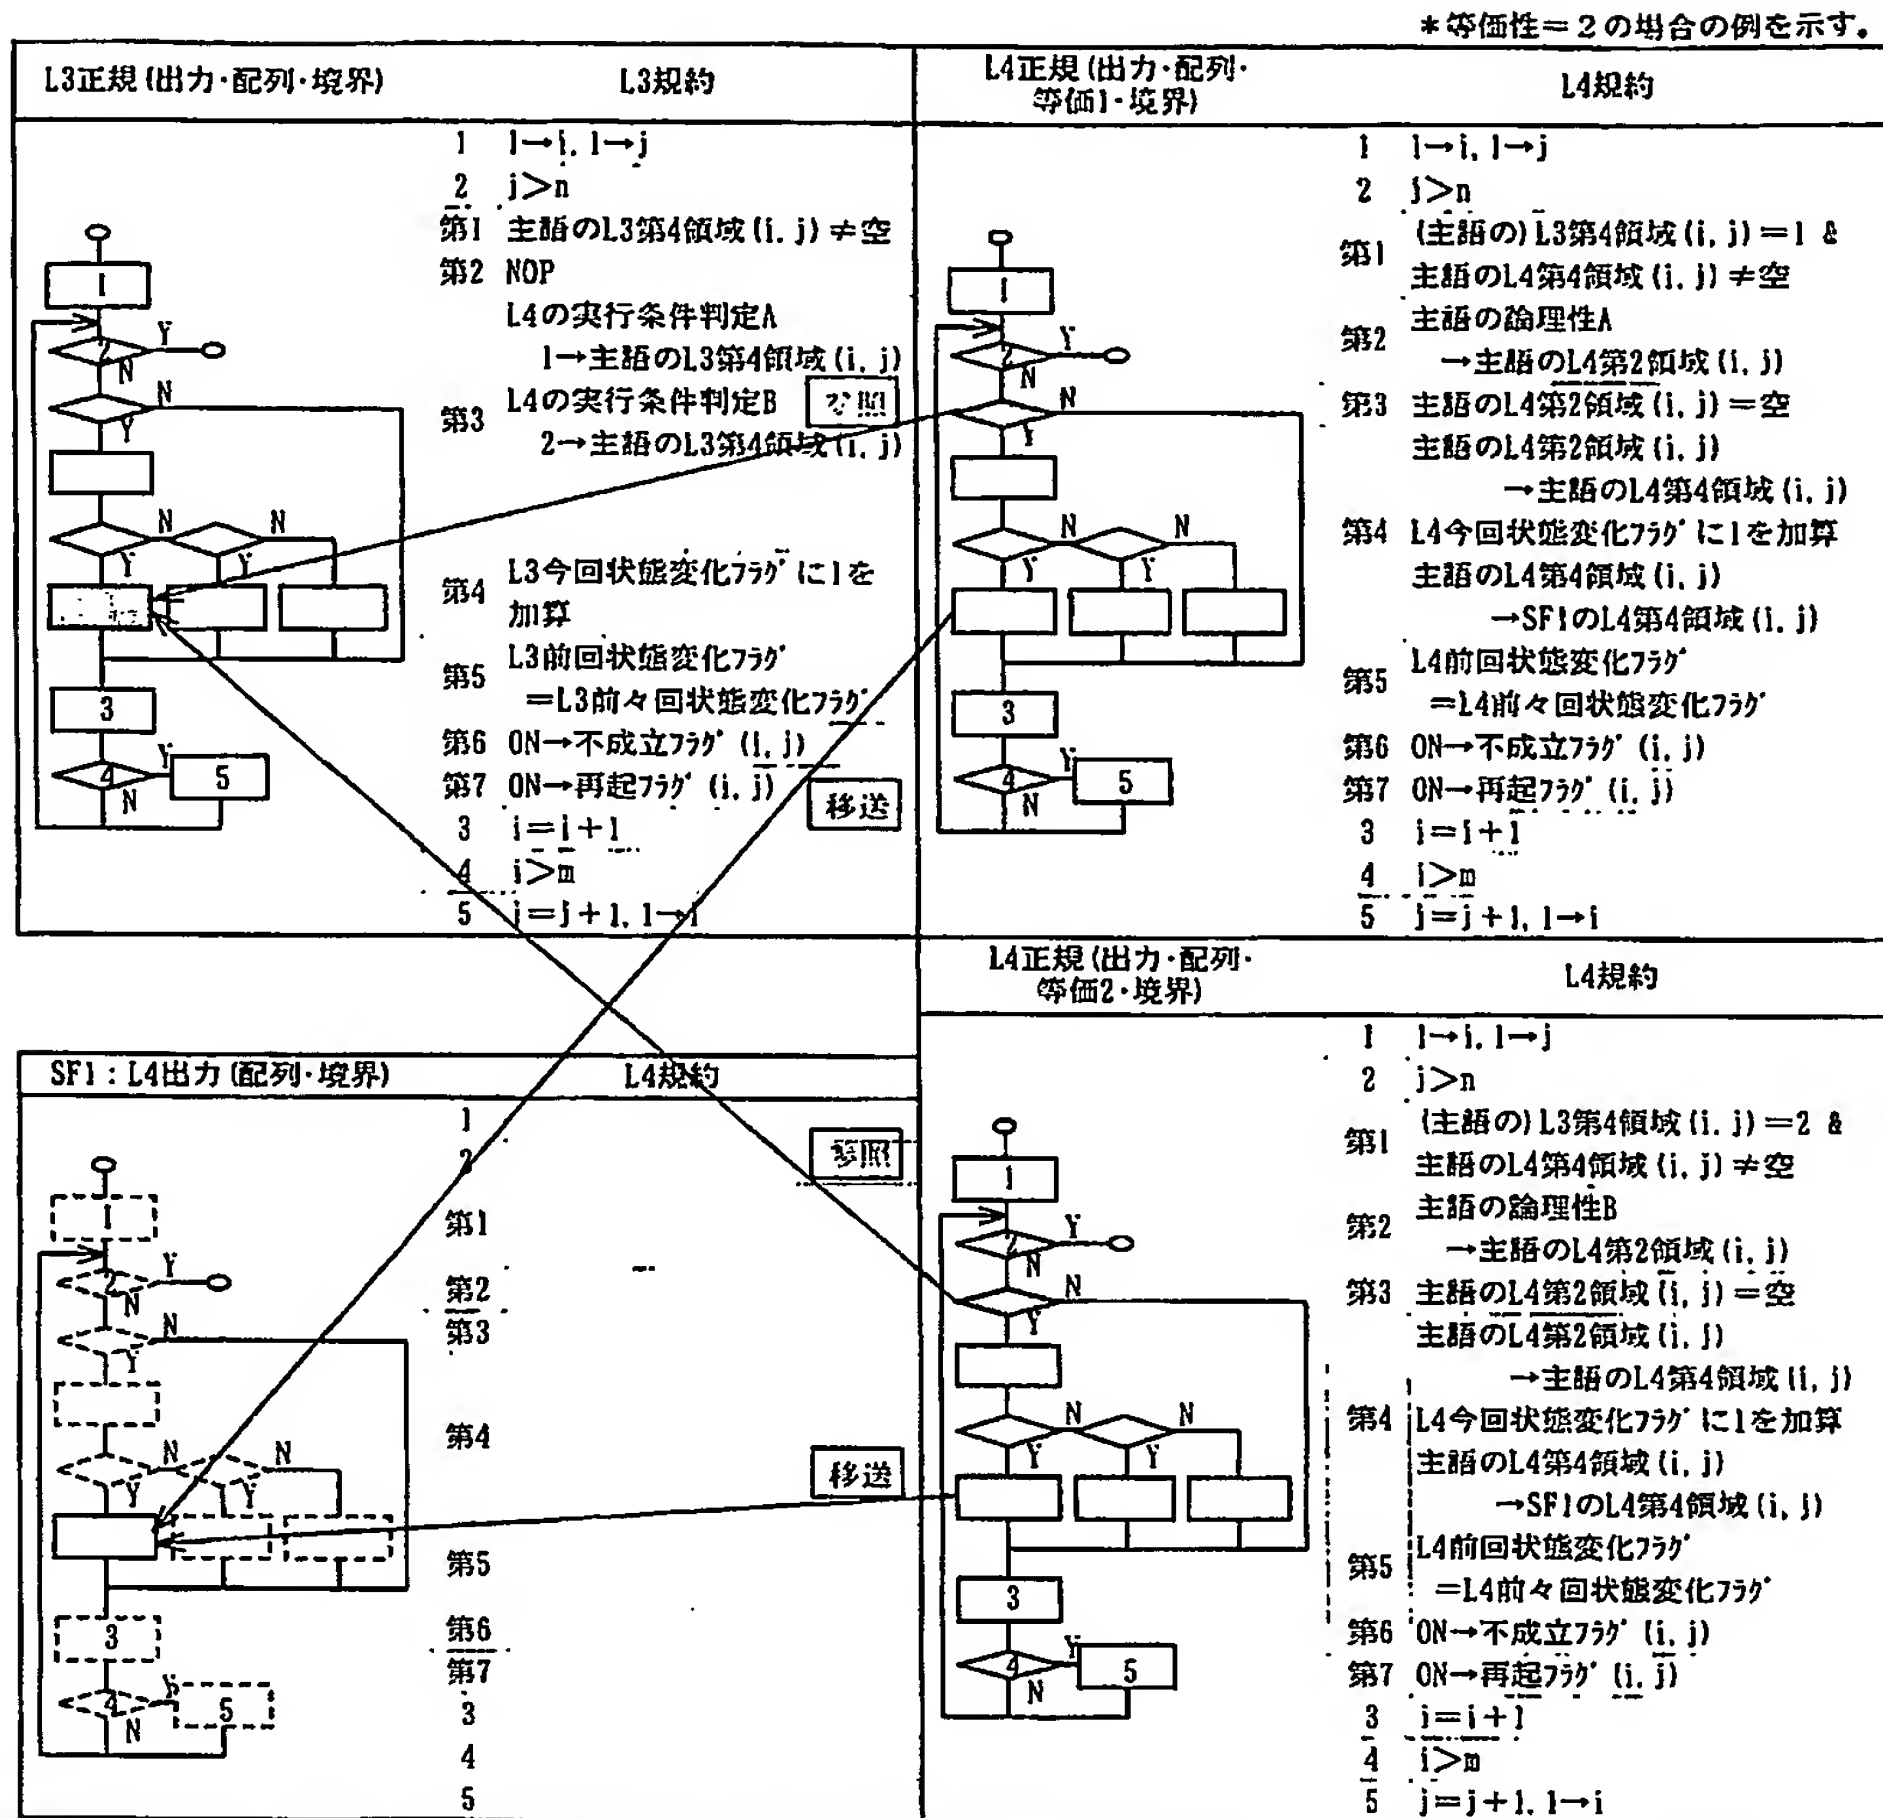 *等価性=2の場合の例を示す。
L3正規(出力・配列・境界) L3規約
1 1→i, 1→j
2 j>n
第1 主語のL3第4領域(i, j)≠空
第2 NOP
L4の実行条件判定A
1→主語のL3第4領域(i, j)
第3 L4の実行条件判定B
2→主語のL3第4領域(i, j)
参照
第4 L3今回状態変化フラグに1を
加算
第5 L3前回状態変化フラグ
=L3前々回状態変化フラグ
第6 ON→不成立フラグ(i, j)
第7 ON→再起フラグ(i, j)
移送
3 i=i+1
4 i>m
5 j=j+1, 1→i
1
2
Y
N
N
Y
N
N
Y
Y
3
4
Y
N
5
L4正規(出力・配列・
等価1・境界)
L4規約
1 1→i, 1→j
2 j>n
第1 (主語の)L3第4領域(i, j)=1 &
主語のL4第4領域(i, j)≠空
第2 主語の論理性A
→主語のL4第2領域(i, j)
第3 主語のL4第2領域(i, j)=空
主語のL4第2領域(i, j)
→主語のL4第4領域(i, j)
第4 L4今回状態変化フラグに1を加算
主語のL4第4領域(i, j)
→SF1のL4第4領域(i, j)
第5 L4前回状態変化フラグ
=L4前々回状態変化フラグ
第6 ON→不成立フラグ(i, j)
第7 ON→再起フラグ(i, j)
3 i=i+1
4 i>m
5 j=j+1, 1→i
1
2
Y
N
N
Y
N
N
Y
Y
3
4
Y
N
5
SF1:L4出力(配列・境界) L4規約
1
2
第1
第2
第3
第4
第5
第6
第7
3
4
5
参照
移送
1
2
Y
N
N
Y
N
N
Y
Y
3
4
Y
N
5
L4正規(出力・配列・
等価2・境界)
L4規約
1 1→i, 1→j
2 j>n
第1 (主語の)L3第4領域(i, j)=2 &
主語のL4第4領域(i, j)≠空
第2 主語の論理性B
→主語のL4第2領域(i, j)
第3 主語のL4第2領域(i, j)=空
主語のL4第2領域(i, j)
→主語のL4第4領域(i, j)
第4 L4今回状態変化フラグに1を加算
主語のL4第4領域(i, j)
→SF1のL4第4領域(i, j)
第5 L4前回状態変化フラグ
=L4前々回状態変化フラグ
第6 ON→不成立フラグ(i, j)
第7 ON→再起フラグ(i, j)
3 i=i+1
4 i>m
5 j=j+1, 1→i
1
2
Y
N
N
Y
N
N
Y
Y
3
4
Y
N
5